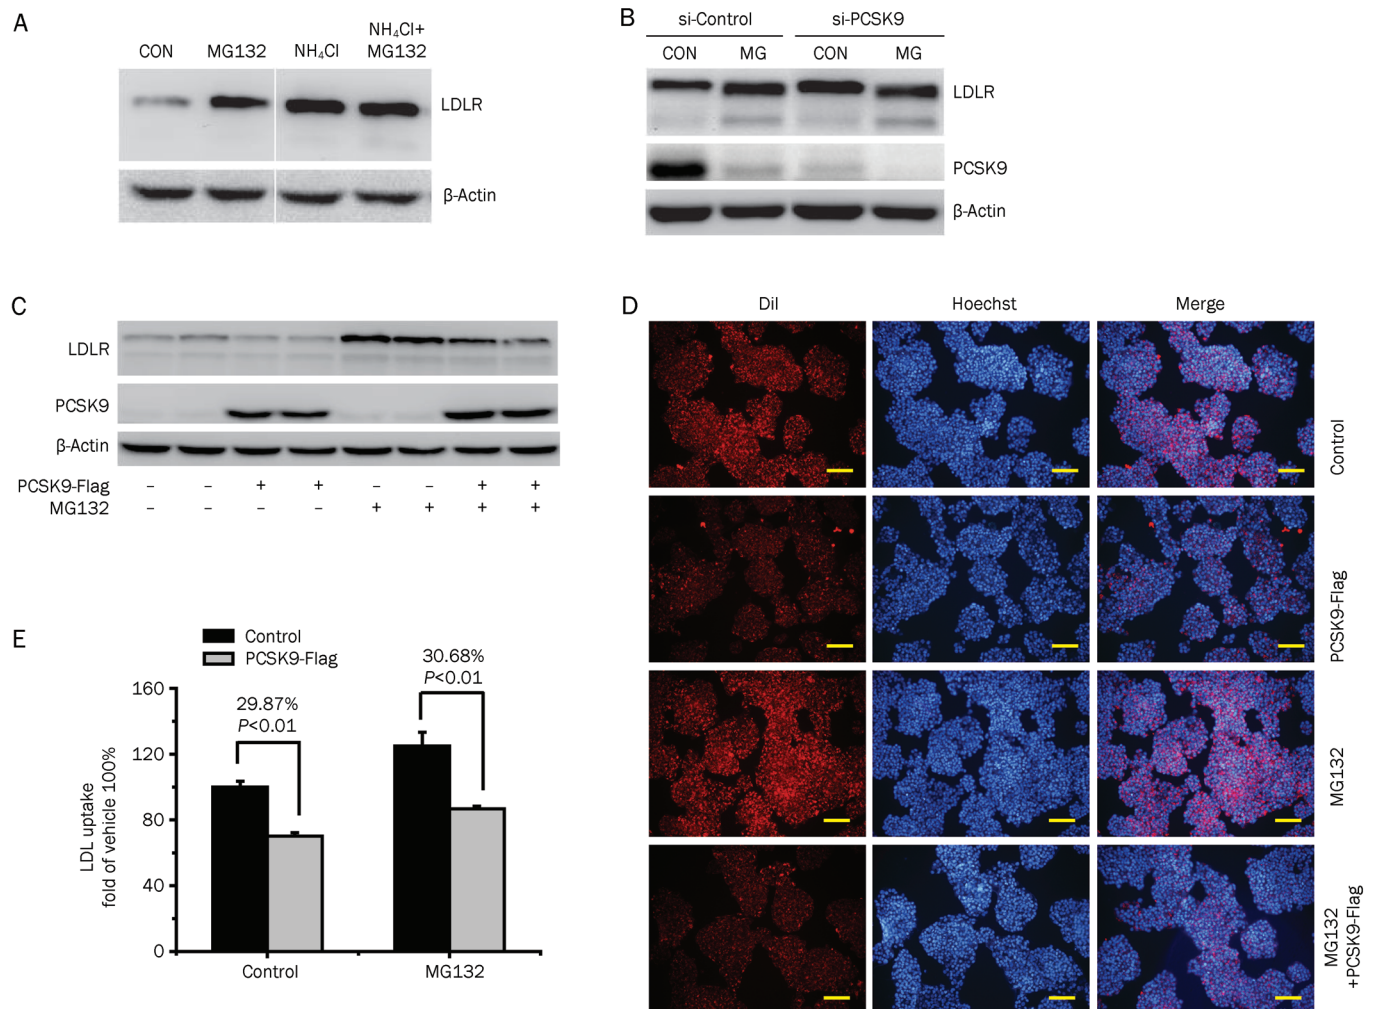 A
CON
MG132
NH₄Cl
NH₄Cl+
MG132
LDLR
β-Actin
B
si-Control
si-PCSK9
CON
MG
CON
MG
LDLR
PCSK9
β-Actin
C
LDLR
PCSK9
β-Actin
PCSK9-Flag – – + + – – + +
MG132 – – – – + + + +
D
DiI
Hoechst
Merge
Control
PCSK9-Flag
MG132
MG132
+PCSK9-Flag
E
Control
PCSK9-Flag
LDL uptake
fold of vehicle 100%
160
120
80
40
0
29.87%
P<0.01
30.68%
P<0.01
Control
MG132